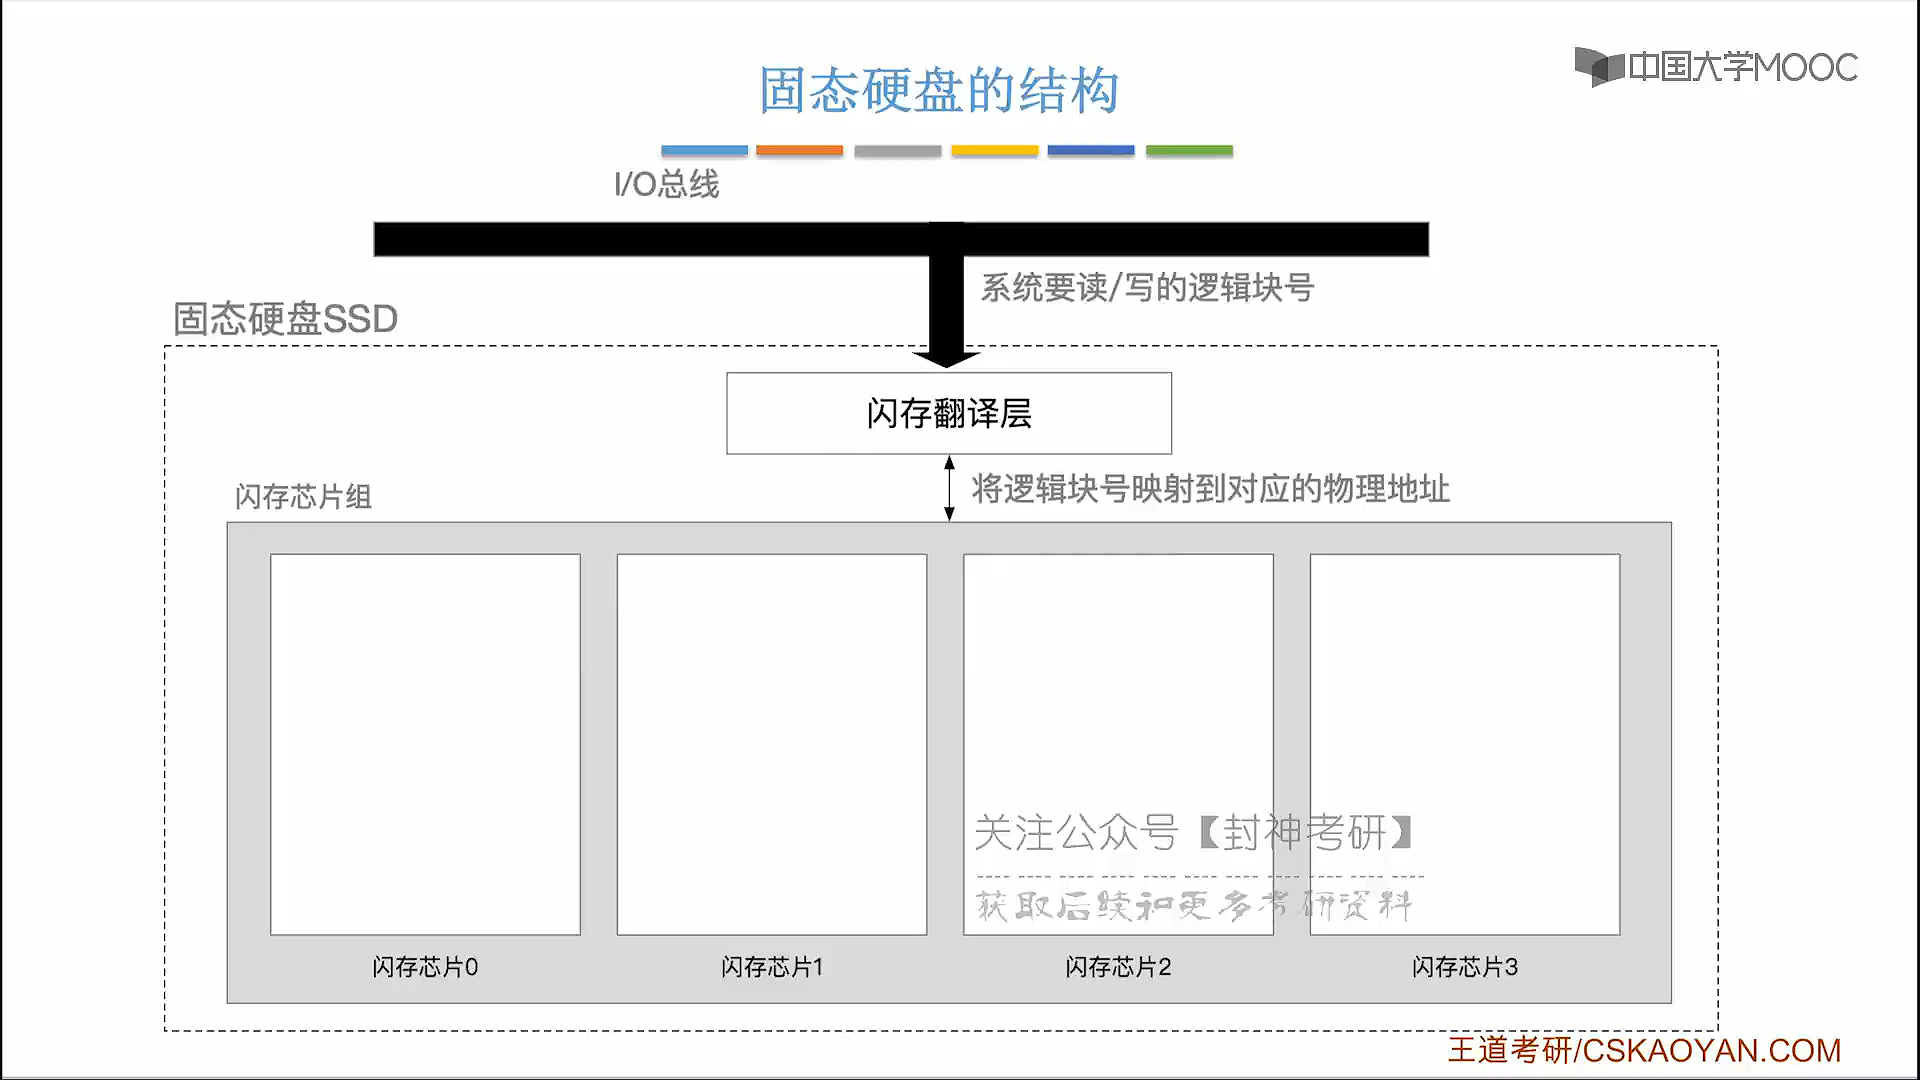 固态硬盘的结构
中国大学MOOC
I/O总线
系统要读/写的逻辑块号
固态硬盘SSD
闪存翻译层
将逻辑块号映射到对应的物理地址
闪存芯片组
关注公众号【封神考研】
获取后续和更多考研资料
闪存芯片0
闪存芯片1
闪存芯片2
闪存芯片3
王道考研/CSKAOYAN.COM